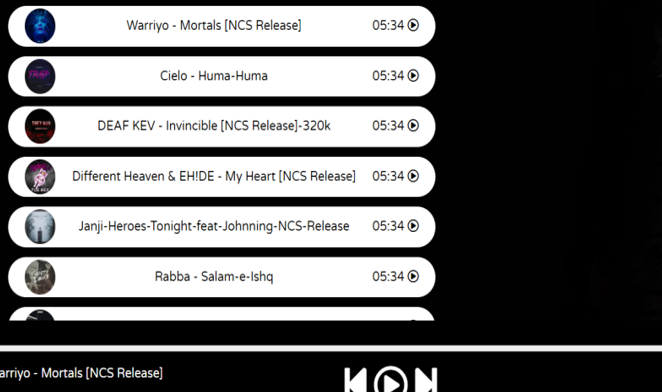 Warriyo - Mortals [NCS Release] 05:34
Cielo - Huma-Huma 05:34
DEAF KEV - Invincible [NCS Release]-320k 05:34
Different Heaven & EH!DE - My Heart [NCS Release] 05:34
Janji-Heroes-Tonight-feat-Johnning-NCS-Release 05:34
Rabba - Salam-e-Ishq 05:34
arriyo - Mortals [NCS Release]